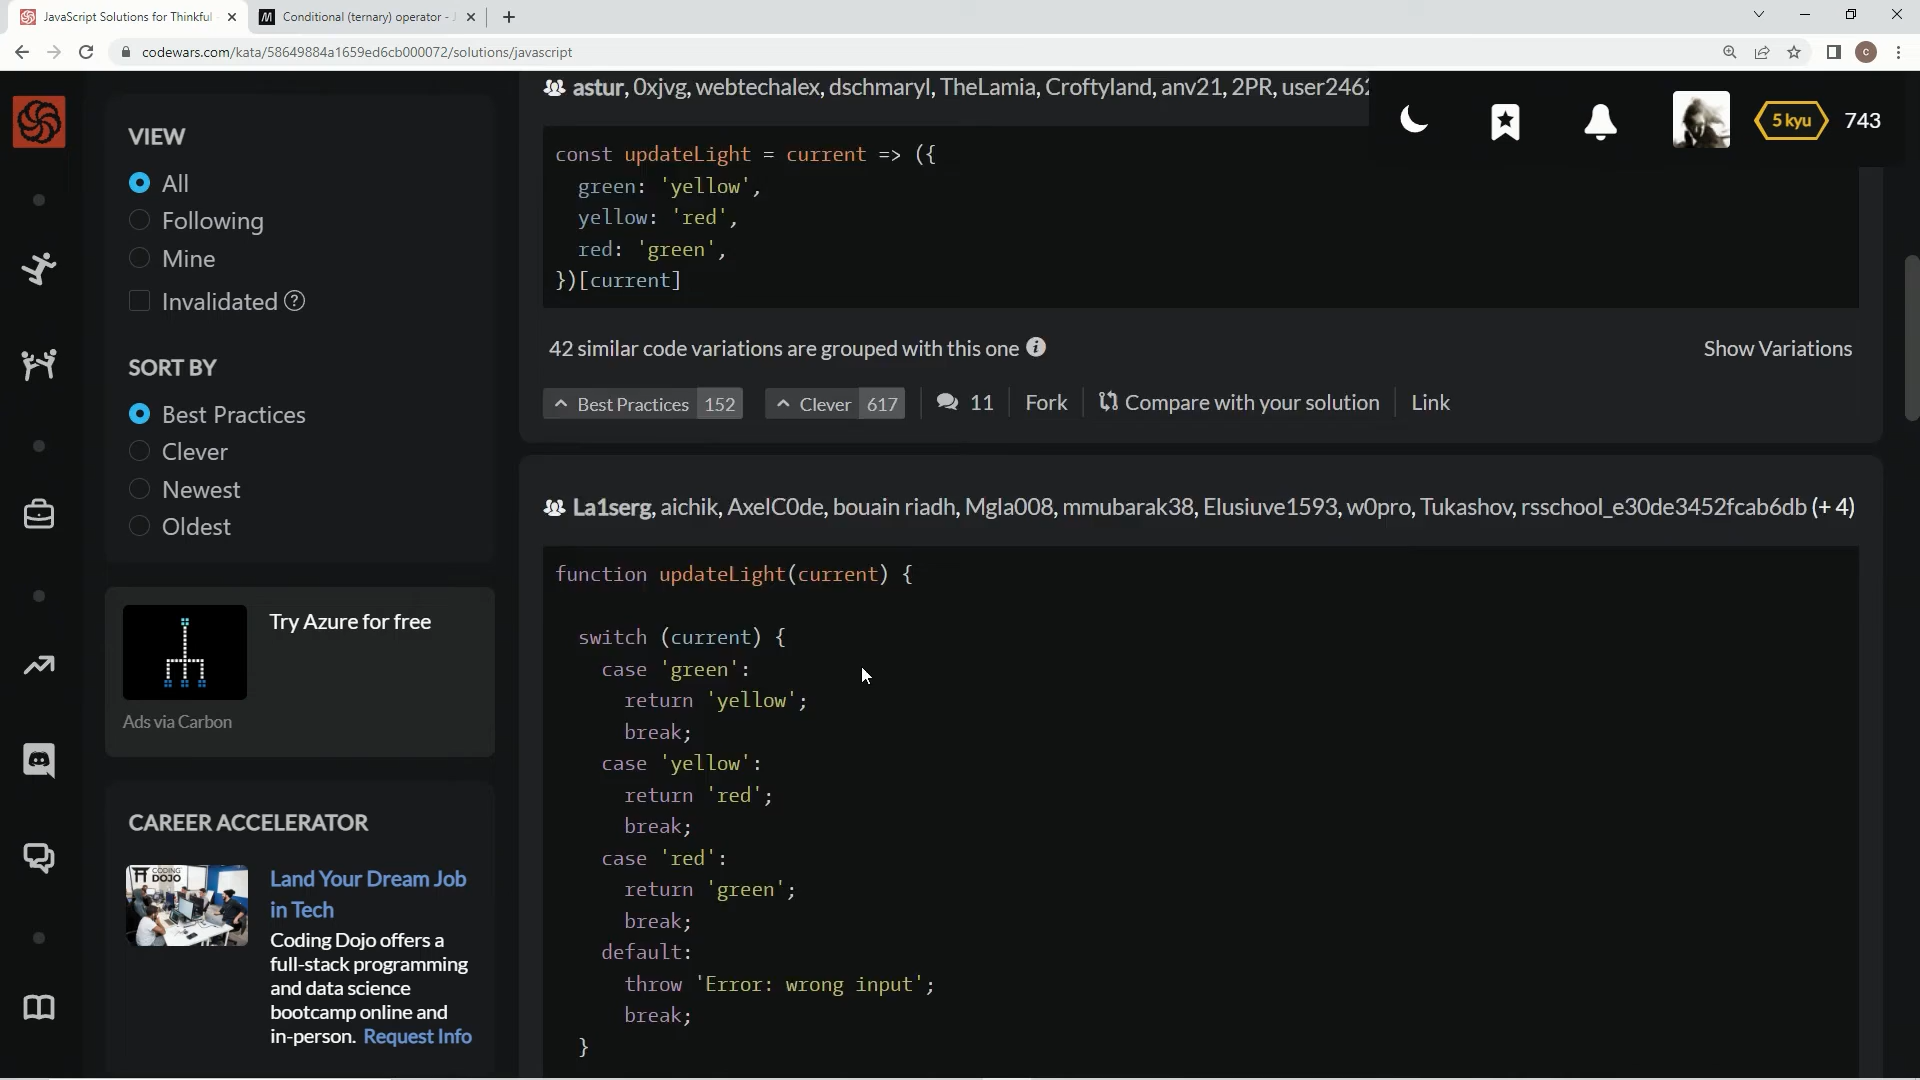 JavaScript Solutions for Thinkful
Conditional (ternary) operator - J
codewars.com/kata/58649884a1659ed6cb000072/solutions/javascript
c
VIEW
All
Following
Mine
Invalidated
SORT BY
Best Practices
Clever
Newest
Oldest
Try Azure for free
Ads via Carbon
CAREER ACCELERATOR
CODING
DOJO
Land Your Dream Job
in Tech
Coding Dojo offers a
full-stack programming
and data science
bootcamp online and
in-person. Request Info
5 kyu 743
astur, 0xjvg, webtechalex, dschmaryl, TheLamia, Croftyland, anv21, 2PR, user2462
const updateLight = current => ({
green: 'yellow',
yellow: 'red',
red: 'green',
})[current]
42 similar code variations are grouped with this one
Show Variations
Best Practices 152 Clever 617 11 Fork Compare with your solution Link
La1serg, aichik, AxelC0de, bouain riadh, Mgla008, mmubarak38, Elusiuve1593, w0pro, Tukashov, rsschool_e30de3452fcab6db (+ 4)
function updateLight(current) {
switch (current) {
case 'green':
return 'yellow';
break;
case 'yellow':
return 'red';
break;
case 'red':
return 'green';
break;
default:
throw 'Error: wrong input';
break;
}